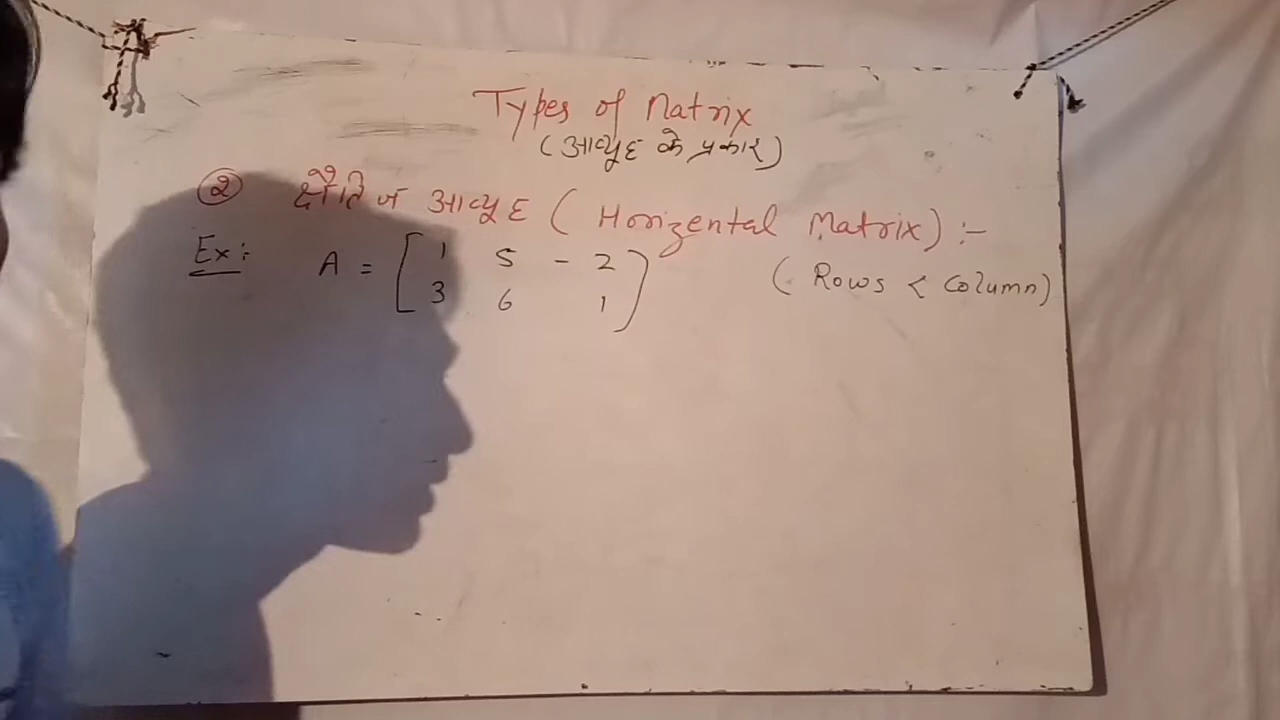 Types of Matrix
(आव्यूह के प्रकार)
② क्षैतिज आव्यूह (Horizental Matrix) :-
Ex: A = [1 5 -2
3 6 1]
(Rows < Column)